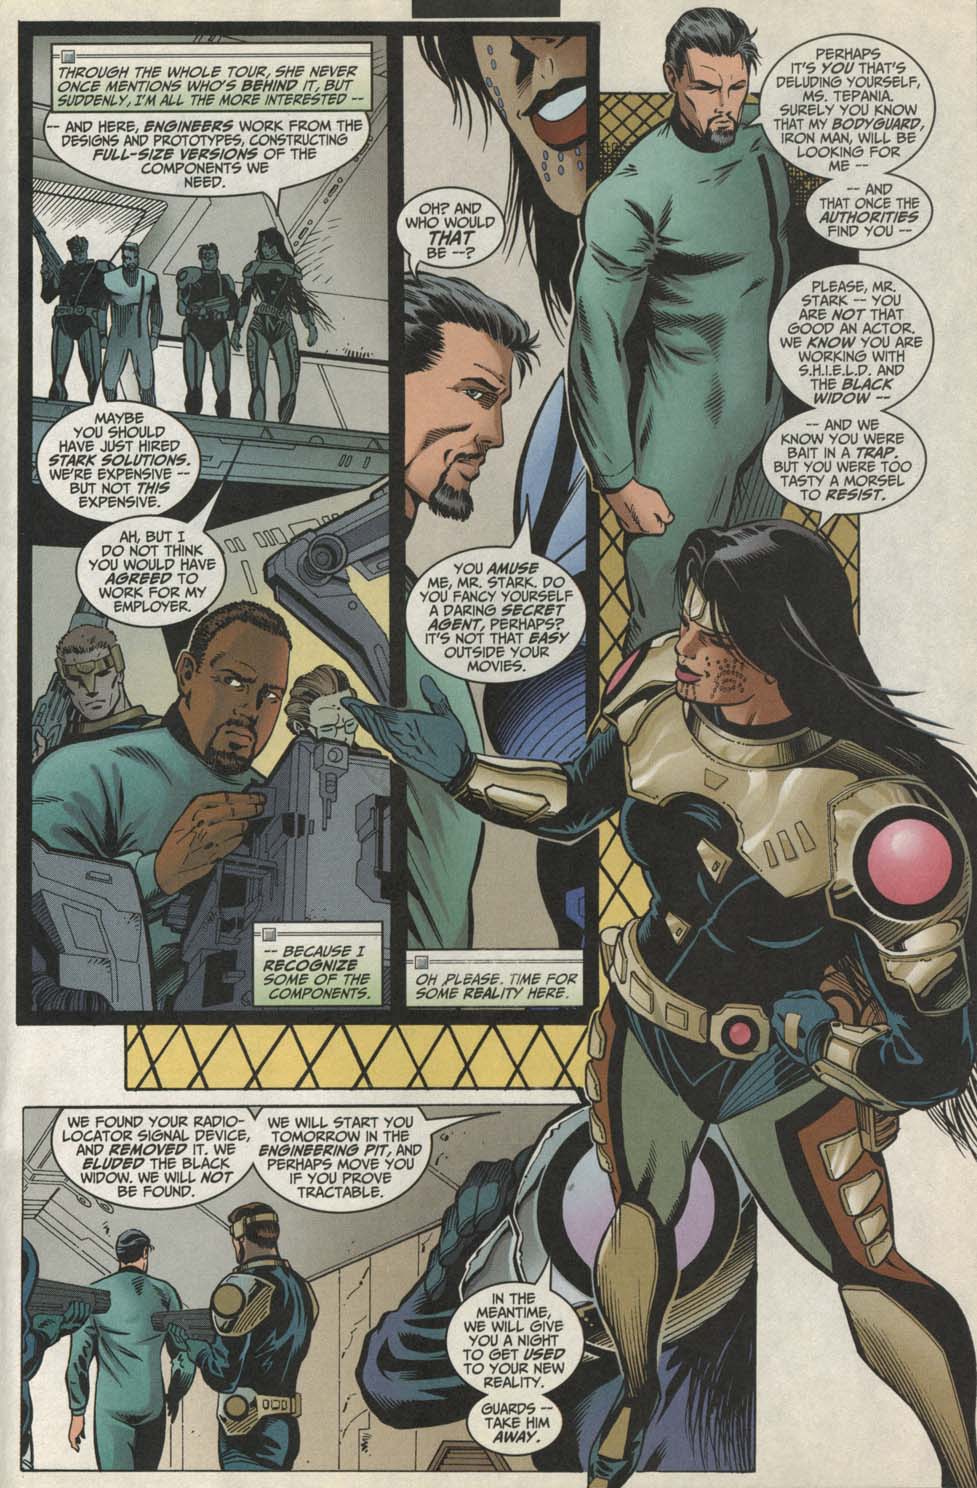 THROUGH THE WHOLE TOUR, SHE NEVER
ONCE MENTIONS WHO'S BEHIND IT, BUT
SUDDENLY, I'M ALL THE MORE INTERESTED --
-- AND HERE, ENGINEERS WORK FROM THE
DESIGNS AND PROTOTYPES, CONSTRUCTING
FULL-SIZE VERSIONS OF THE
COMPONENTS WE
NEED.
MAYBE
YOU SHOULD
HAVE JUST HIRED
STARK SOLUTIONS.
WE'RE EXPENSIVE --
BUT NOT THIS
EXPENSIVE.
AH, BUT I
DO NOT THINK
YOU WOULD HAVE
AGREED TO
WORK FOR MY
EMPLOYER.
-- BECAUSE I
RECOGNIZE
SOME OF THE
COMPONENTS.
OH? AND
WHO WOULD
THAT
BE --?
YOU AMUSE
ME, MR. STARK. DO
YOU FANCY YOURSELF
A DARING SECRET
AGENT, PERHAPS?
IT'S NOT THAT EASY
OUTSIDE YOUR
MOVIES.
OH PLEASE. TIME FOR
SOME REALITY HERE.
PERHAPS
IT'S YOU THAT'S
DELUDING YOURSELF,
MS. TEPANIA.
SURELY YOU KNOW
THAT MY BODYGUARD,
IRON MAN, WILL BE
LOOKING FOR
ME --
-- AND
THAT ONCE THE
AUTHORITIES
FIND YOU --
PLEASE, MR.
STARK -- YOU
ARE NOT THAT
GOOD AN ACTOR.
WE KNOW YOU ARE
WORKING WITH
S.H.I.E.L.D. AND
THE BLACK
WIDOW --
-- AND WE
KNOW YOU WERE
BAIT IN A TRAP.
BUT YOU WERE TOO
TASTY A MORSEL
TO RESIST.
WE FOUND YOUR RADIO-
LOCATOR SIGNAL DEVICE,
AND REMOVED IT. WE
ELUDED THE BLACK
WIDOW. WE WILL NOT
BE FOUND.
WE WILL START YOU
TOMORROW IN THE
ENGINEERING PIT, AND
PERHAPS MOVE YOU
IF YOU PROVE
TRACTABLE.
IN THE
MEANTIME,
WE WILL GIVE
YOU A NIGHT
TO GET USED
TO YOUR NEW
REALITY.
GUARDS --
TAKE HIM
AWAY.